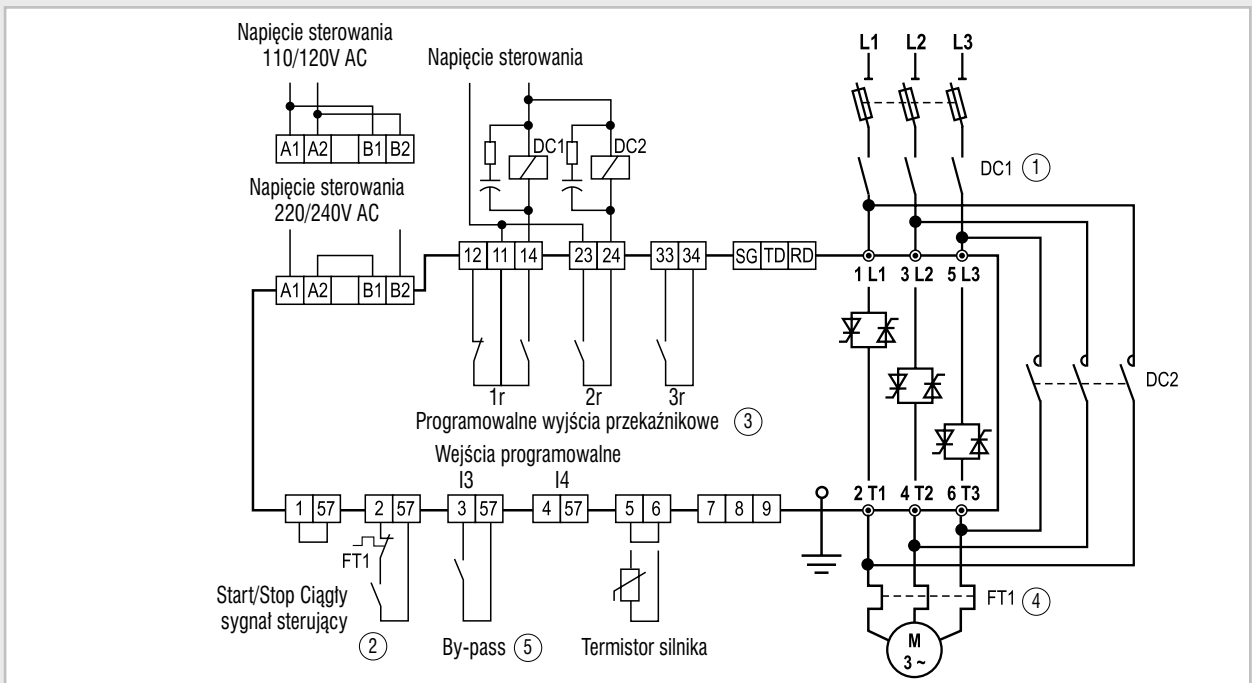 Napięcie sterowania
110/120V AC
A1 A2 B1 B2
Napięcie sterowania
220/240V AC
A1 A2 B1 B2
Napięcie sterowania
DC1 DC2
12 11 14 23 24 33 34 SG TD RD
1r 2r 3r
Programowalne wyjścia przekaźnikowe 3
L1 L2 L3
DC1 1
1 L1 3 L2 5 L3
DC2
2 T1 4 T2 6 T3
FT1 4
M
3 ~
Wejścia programowalne
I3 I4
1 57 2 57 3 57 4 57 5 6 7 8 9
FT1
Start/Stop Ciągły
sygnał sterujący
2
By-pass 5
Termistor silnika